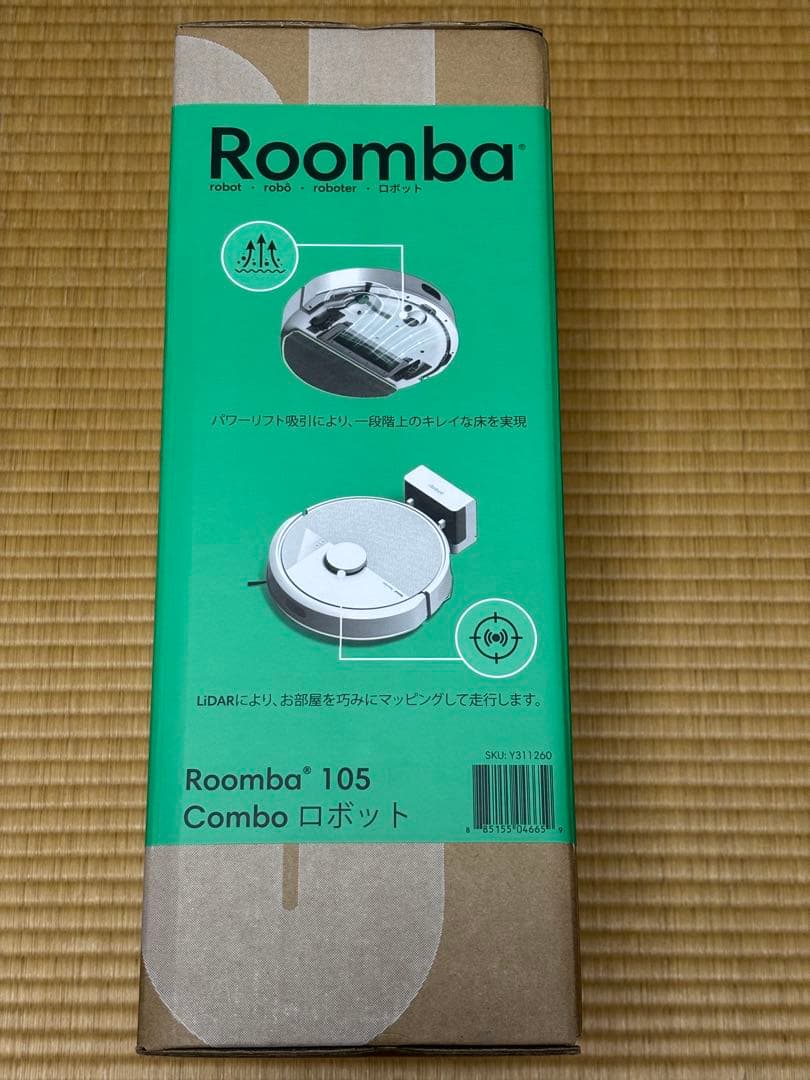 Roomba®
robot · robô · roboter · ロボット
パワーリフト吸引により、一段階上のキレイな床を実現
iRobot
LiDARにより、お部屋を巧みにマッピングして走行します。
SKU: Y311260
Roomba® 105
Combo ロボット
8 85155 04665 9